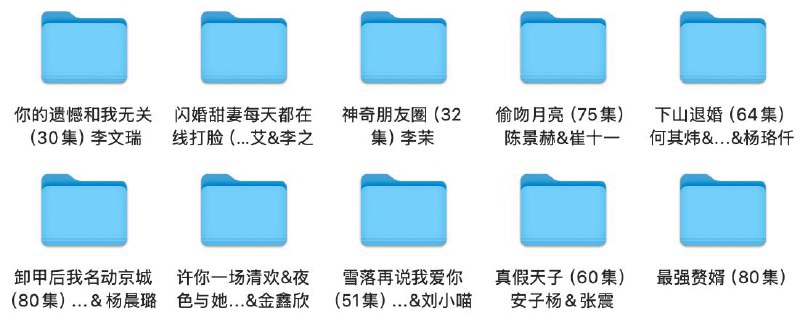 你的遗憾和我无关
（30集）李文瑞
闪婚甜妻每天都在
线打脸（...艾&李之
神奇朋友圈（32
集）李茉
偷吻月亮（75集）
陈景赫&崔十一
下山退婚（64集）
何其炜&...&杨珞仟
卸甲后我名动京城
（80集）...& 杨晨璐
许你一场清欢&夜
色与她...&金鑫欣
雪落再说我爱你
（51集）...&刘小喵
真假天子（60集）
安子杨＆张震
最强赘婿（80集）